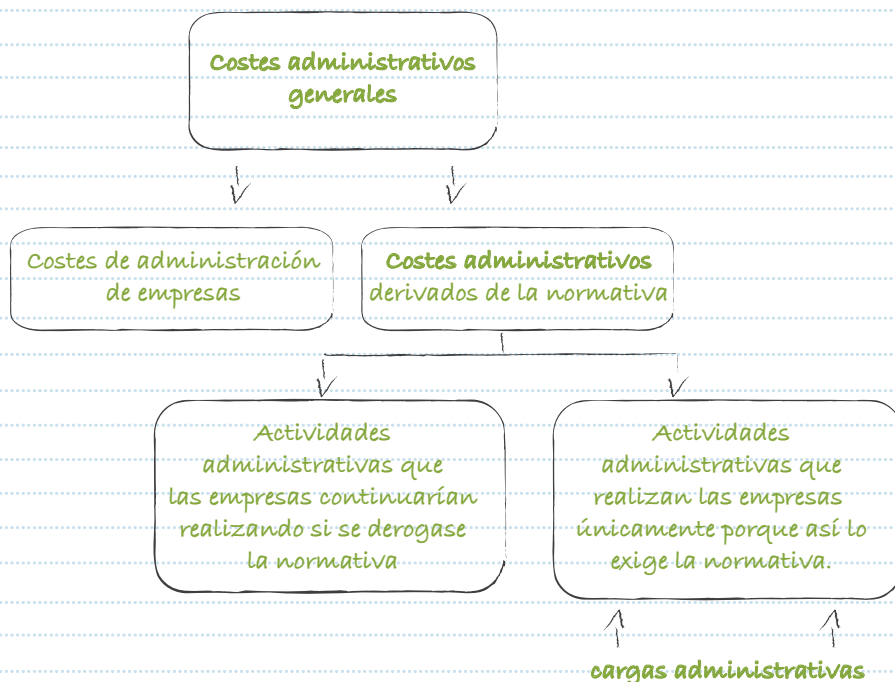 Costes administrativos
generales
Costes de administración
de empresas
Costes administrativos
derivados de la normativa
Actividades
administrativas que
las empresas continuarían
realizando si se derogase
la normativa
Actividades
administrativas que
realizan las empresas
únicamente porque así lo
exige la normativa.
cargas administrativas